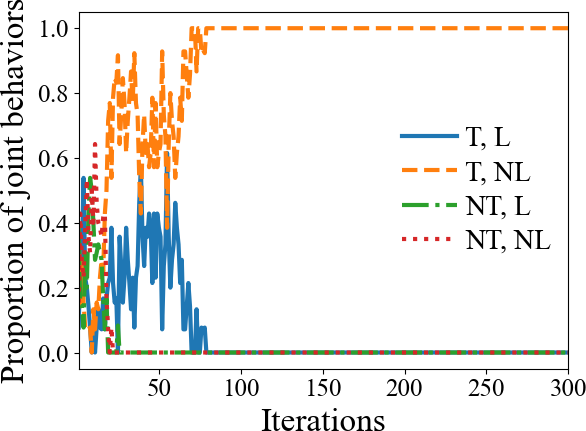 Proportion of joint behaviors
1.0
0.8
0.6
0.4
0.2
0.0
T, L
T, NL
NT, L
NT, NL
50 100 150 200 250 300
Iterations